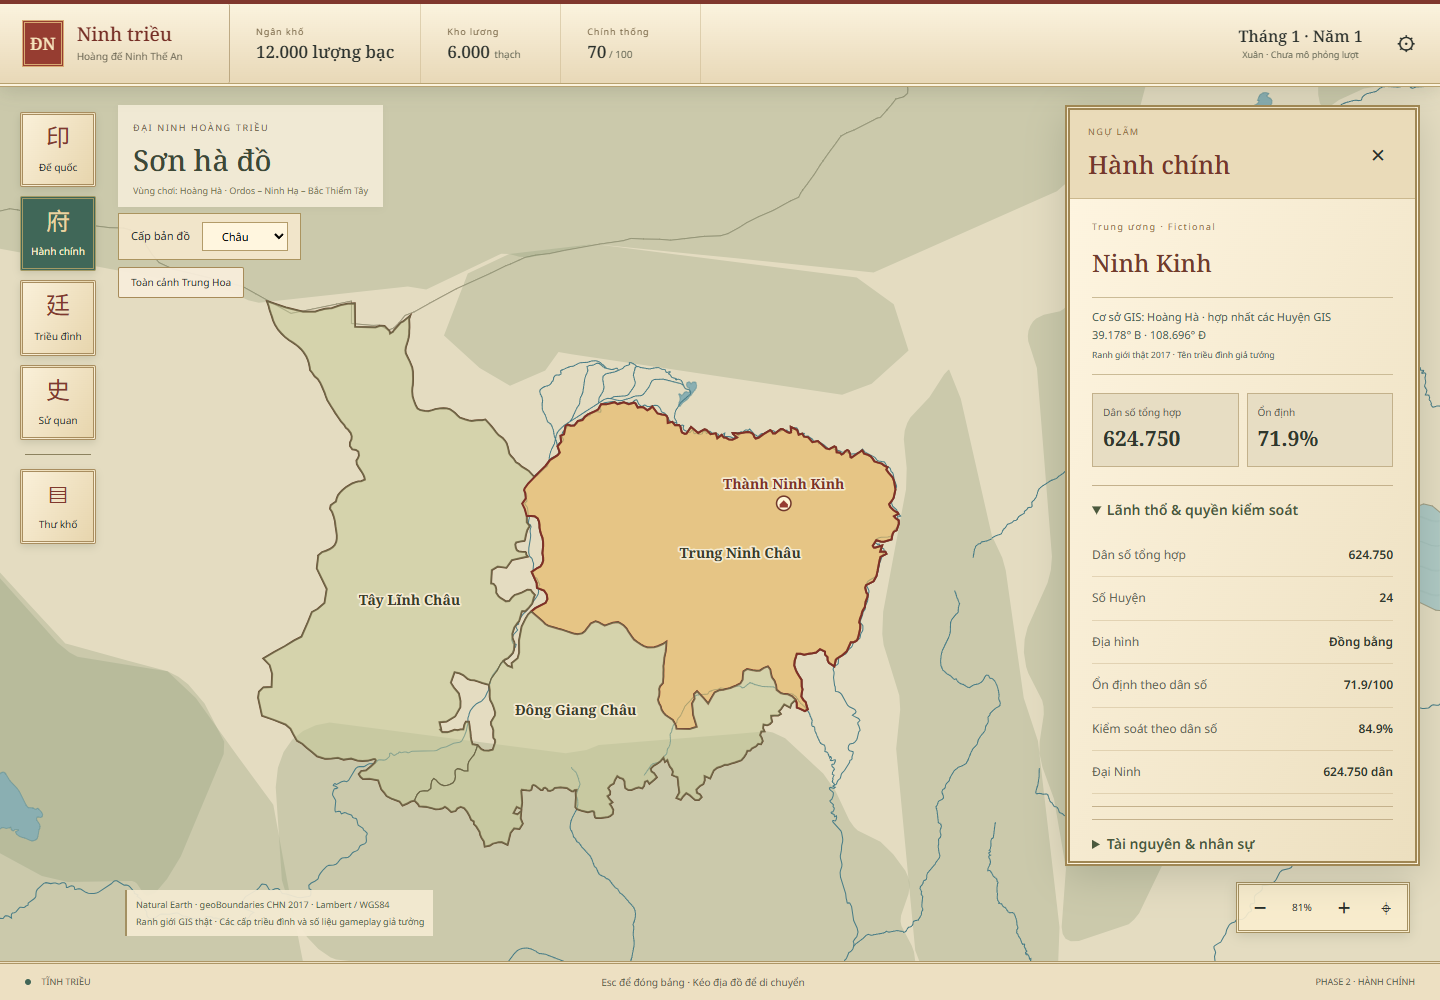 ĐN
Ninh triều
Hoàng đế Ninh Thế An
Ngân khố
12.000 lượng bạc
Kho lương
6.000 thạch
Chính thống
70 / 100
Tháng 1 · Năm 1
Xuân · Chưa mô phỏng lượt
印
Đế quốc
府
Hành chính
廷
Triều đình
史
Sử quan
▤
Thư khố
ĐẠI NINH HOÀNG TRIỀU
Sơn hà đồ
Vùng chơi: Hoàng Hà · Ordos – Ninh Hạ – Bắc Thiểm Tây
Cấp bản đồ
Châu
Toàn cảnh Trung Hoa
Thành Ninh Kinh
Trung Ninh Châu
Tây Lĩnh Châu
Đông Giang Châu
NGỰ LÃM
Hành chính
✕
Trung ương · Fictional
Ninh Kinh
Cơ sở GIS: Hoàng Hà · hợp nhất các Huyện GIS
39.178° B · 108.696° Đ
Ranh giới thật 2017 · Tên triều đình giả tưởng
Dân số tổng hợp
624.750
Ổn định
71.9%
▼ Lãnh thổ & quyền kiểm soát
Dân số tổng hợp 624.750
Số Huyện 24
Địa hình Đồng bằng
Ổn định theo dân số 71.9/100
Kiểm soát theo dân số 84.9%
Đại Ninh 624.750 dân
▶ Tài nguyên & nhân sự
Natural Earth · geoBoundaries CHN 2017 · Lambert / WGS84
Ranh giới GIS thật · Các cấp triều đình và số liệu gameplay giả tưởng
− 81% + ⌖
TĨNH TRIỀU
Esc để đóng bảng · Kéo địa đồ để di chuyển
PHASE 2 · HÀNH CHÍNH